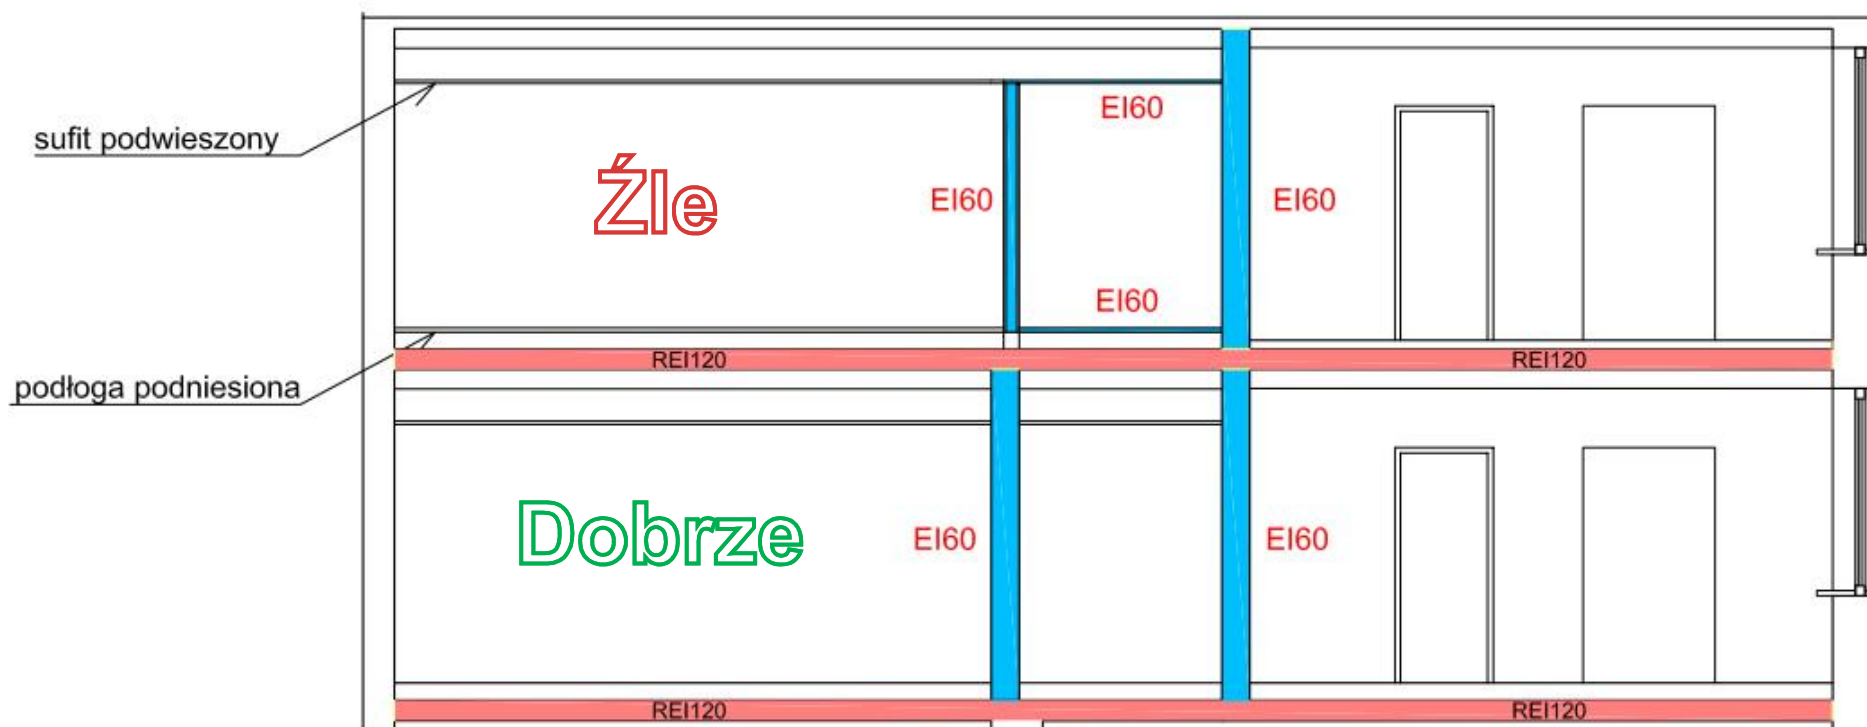 EI60
sufit podwieszony
Źle
EI60
EI60
EI60
REI120
REI120
podłoga podniesiona
Dobrze
EI60
EI60
REI120
REI120